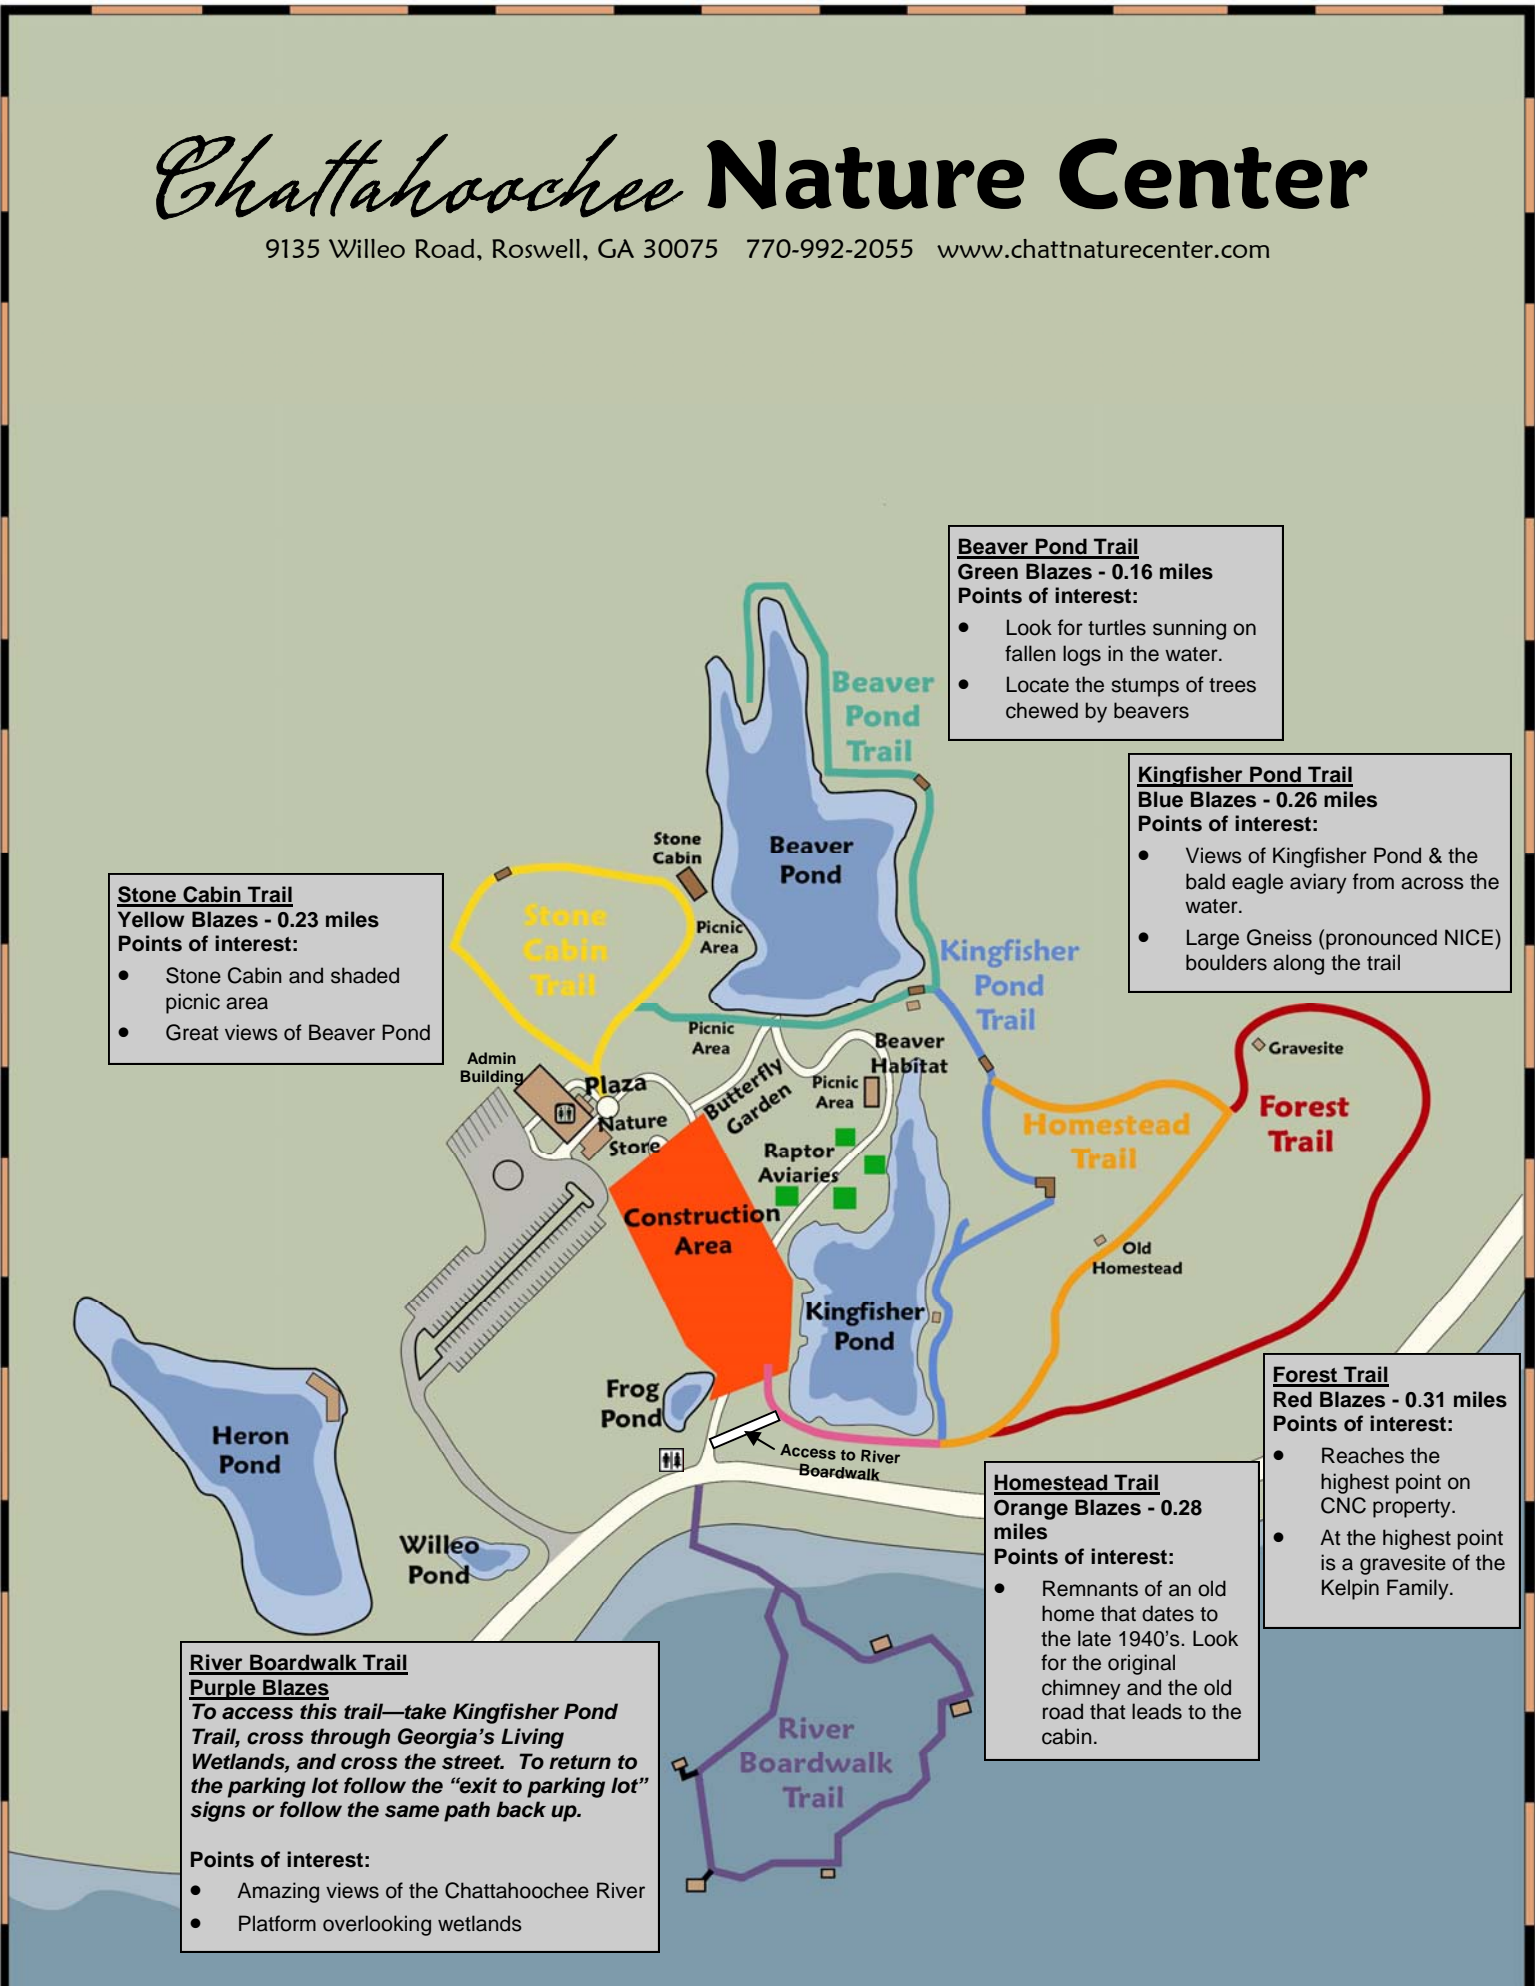 Chattahoochee Nature Center
9135 Willeo Road, Roswell, GA 30075 770-992-2055 www.chattnaturecenter.com
Beaver Pond Trail
Green Blazes - 0.16 miles
Points of interest:
• Look for turtles sunning on
fallen logs in the water.
• Locate the stumps of trees
chewed by beavers
Beaver
Pond
Trail
Kingfisher Pond Trail
Blue Blazes - 0.26 miles
Points of interest:
• Views of Kingfisher Pond & the
bald eagle aviary from across the
water.
• Large Gneiss (pronounced NICE)
boulders along the trail
Stone
Cabin
Beaver
Pond
Stone Cabin Trail
Yellow Blazes - 0.23 miles
Points of interest:
• Stone Cabin and shaded
picnic area
• Great views of Beaver Pond
Stone
Cabin
Trail
Picnic
Area
Kingfisher
Pond
Trail
Picnic
Area
Beaver
Habitat
Gravesite
Admin
Building
Plaza
Butterfly
Garden
Picnic
Area
Nature
Store
Homestead
Trail
Forest
Trail
Raptor
Aviaries
Construction
Area
Old
Homestead
Kingfisher
Pond
Frog
Pond
Heron
Pond
Access to River
Boardwalk
Forest Trail
Red Blazes - 0.31 miles
Points of interest:
• Reaches the
highest point on
CNC property.
• At the highest point
is a gravesite of the
Kelpin Family.
Homestead Trail
Orange Blazes - 0.28
miles
Points of interest:
• Remnants of an old
home that dates to
the late 1940's. Look
for the original
chimney and the old
road that leads to the
cabin.
Willeo
Pond
River Boardwalk Trail
Purple Blazes
To access this trail—take Kingfisher Pond
Trail, cross through Georgia's Living
Wetlands, and cross the street. To return to
the parking lot follow the “exit to parking lot”
signs or follow the same path back up.
Points of interest:
• Amazing views of the Chattahoochee River
• Platform overlooking wetlands
River
Boardwalk
Trail